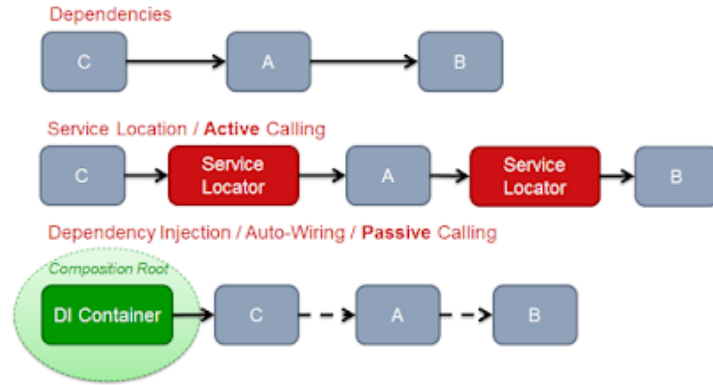 Dependencies
C A B
Service Location / Active Calling
C Service Locator A Service Locator B
Dependency Injection / Auto-Wiring / Passive Calling
Composition Root
DI Container C A B